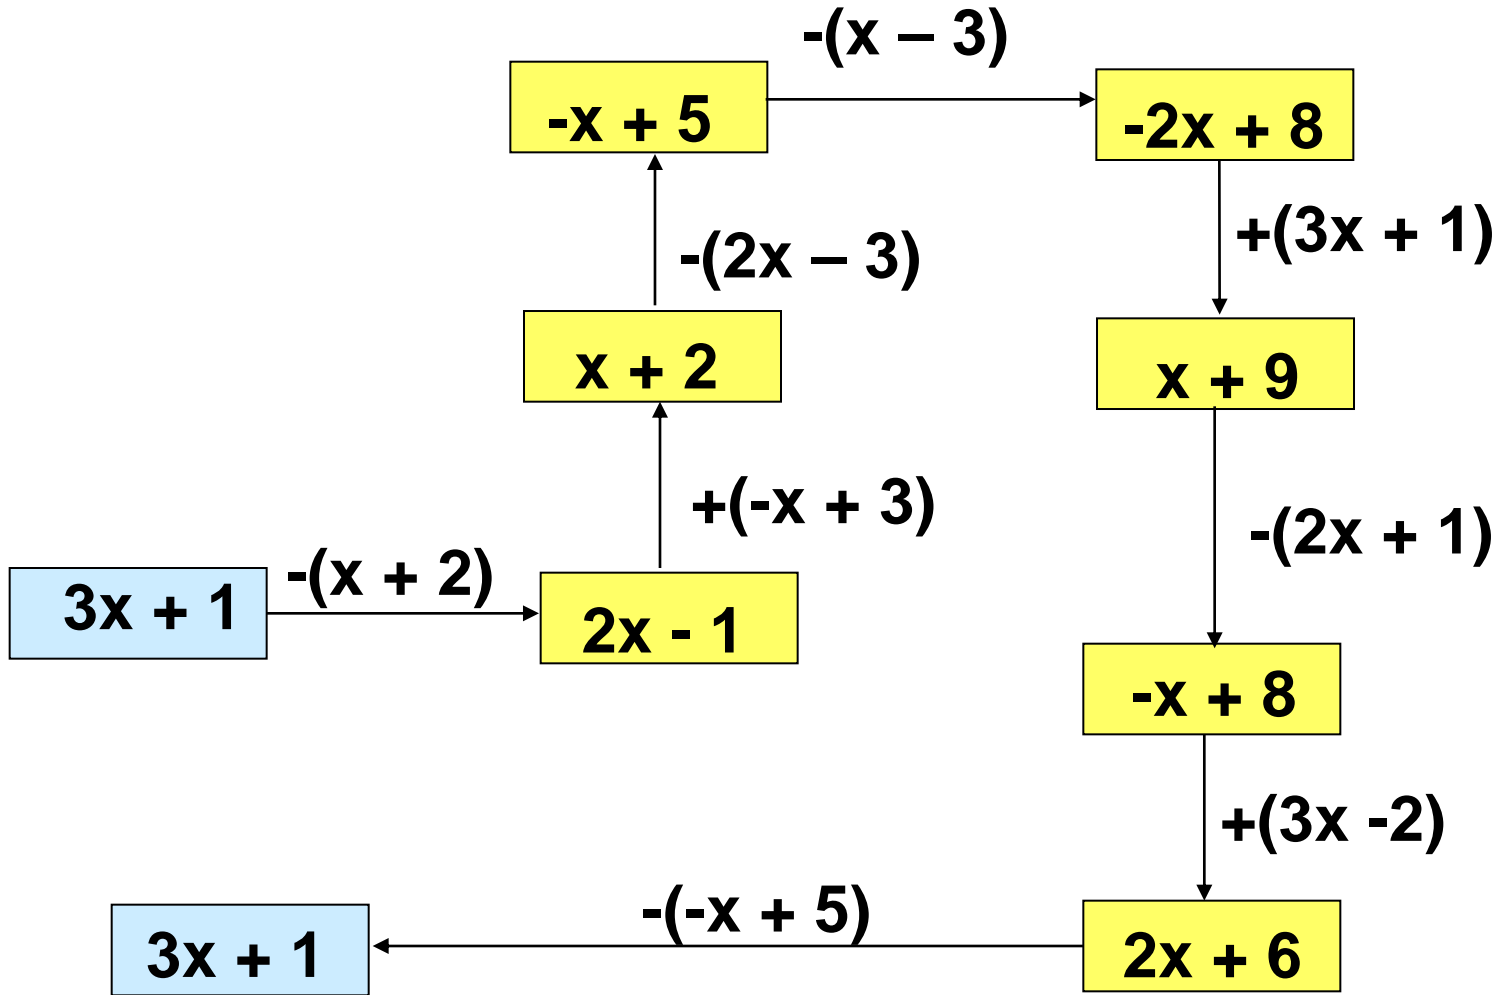 -(x – 3)
-x + 5
-2x + 8
+(3x + 1)
-(2x – 3)
x + 2
x + 9
+(-x + 3)
-(2x + 1)
3x + 1
-(x + 2)
2x - 1
-x + 8
+(3x -2)
-(-x + 5)
3x + 1
2x + 6